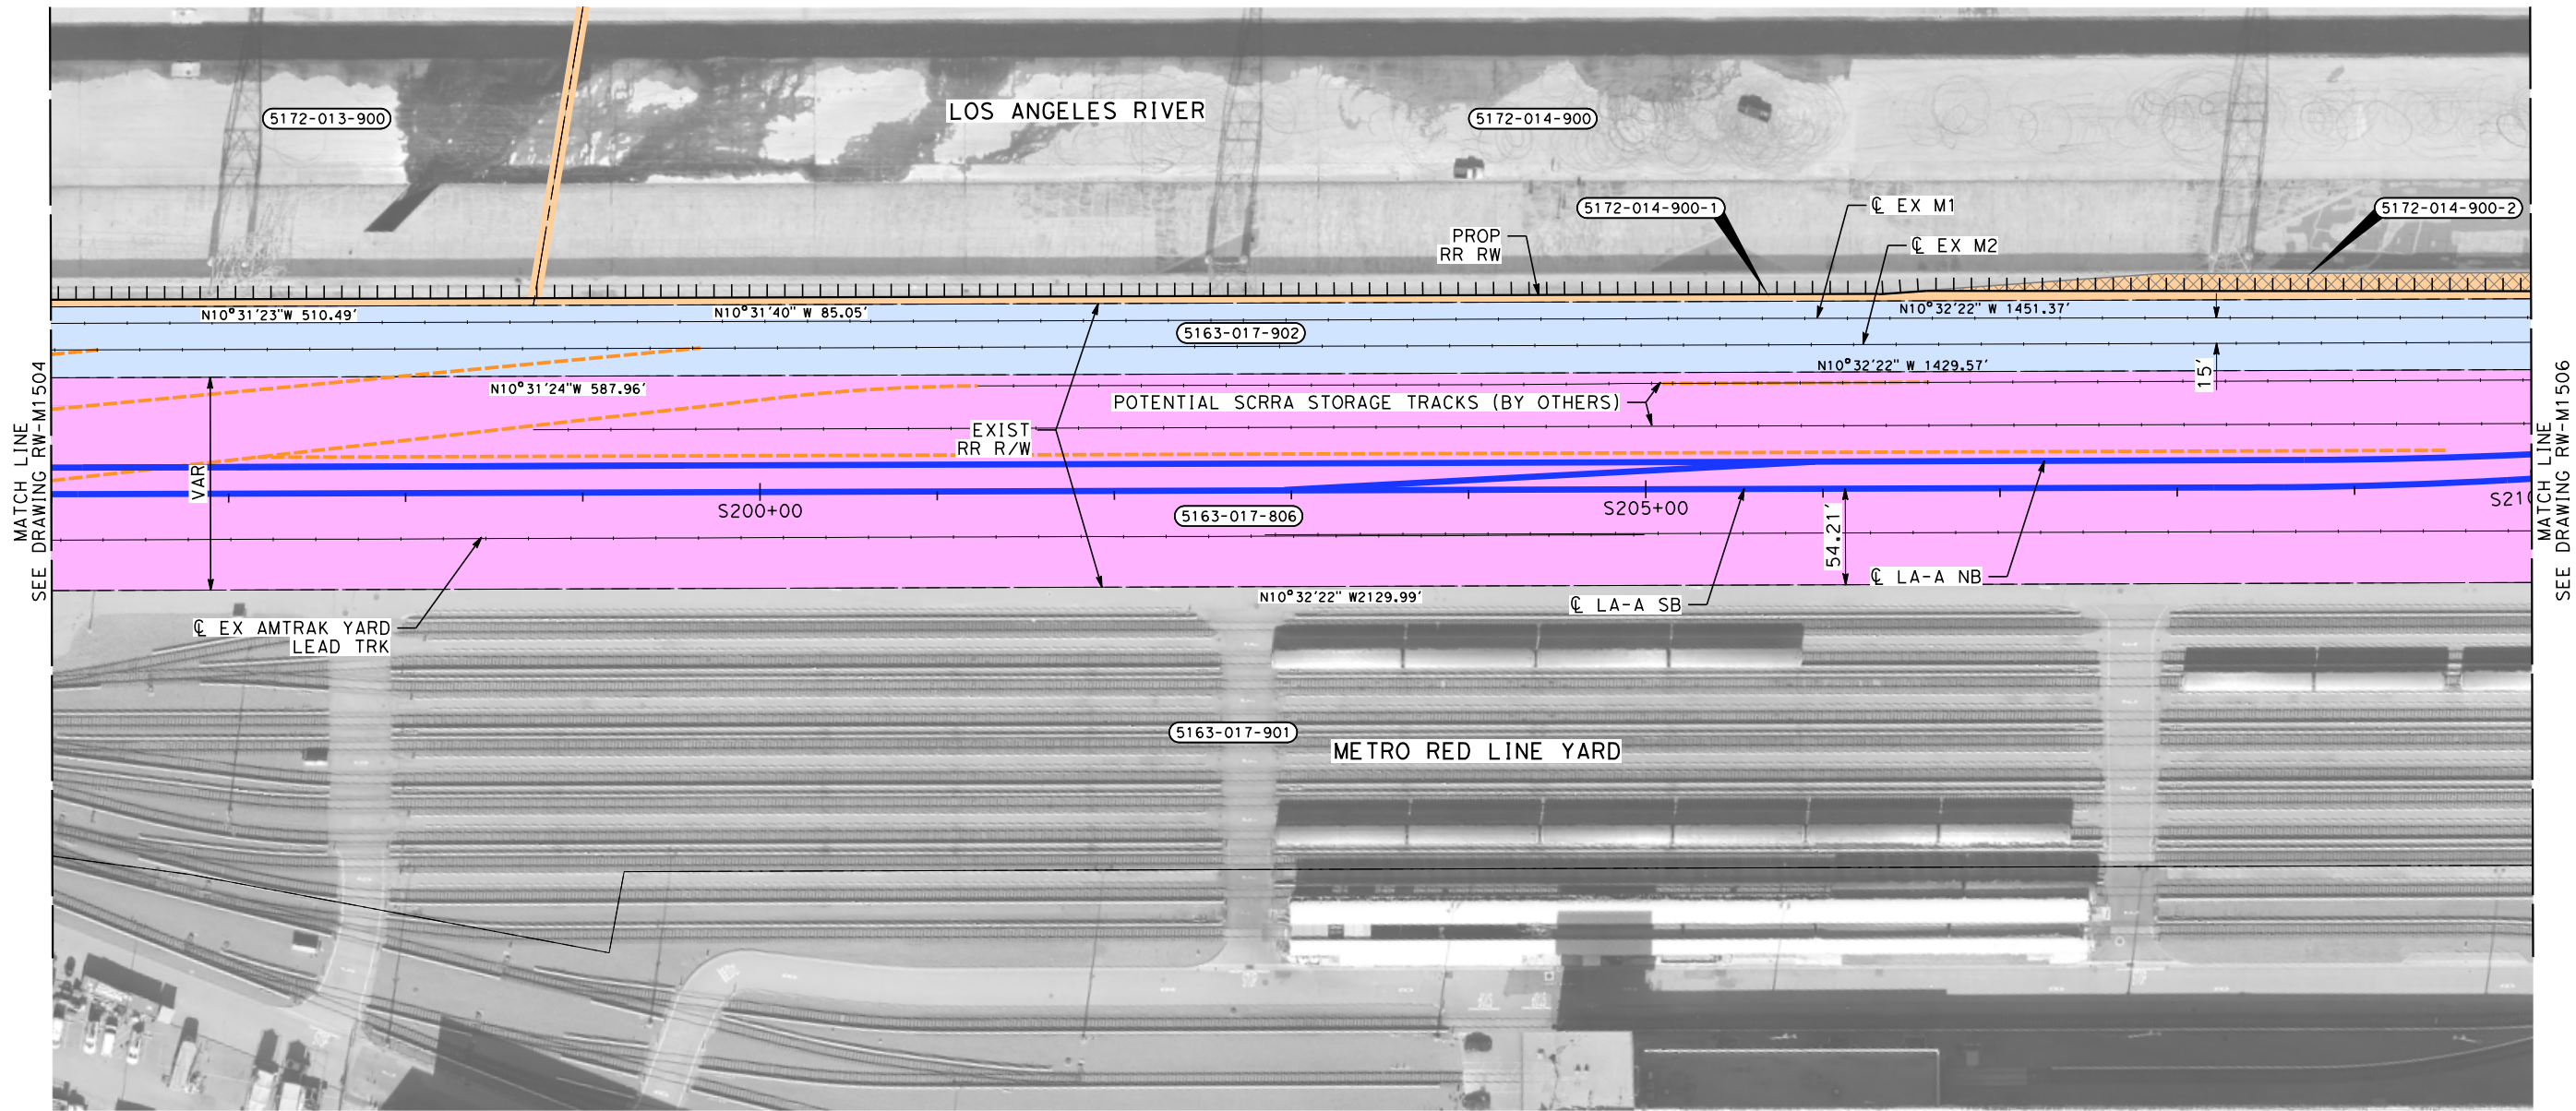 LOS ANGELES RIVER
5172-013-900
5172-014-900
5172-014-900-1
5172-014-900-2
℄ EX M1
PROP
RR RW
℄ EX M2
N10°31'23"W 510.49'
N10°31'40" W 85.05'
N10°32'22" W 1451.37'
5163-017-902
N10°32'22" W 1429.57'
15'
N10°31'24"W 587.96'
POTENTIAL SCRRA STORAGE TRACKS (BY OTHERS)
EXIST
RR R/W
MATCH LINE
SEE DRAWING RW-M1504
VAR
MATCH LINE
SEE DRAWING RW-M1506
S200+00
S205+00
S210
5163-017-806
54.21'
℄ LA-A NB
N10°32'22" W2129.99'
℄ LA-A SB
℄ EX AMTRAK YARD
LEAD TRK
5163-017-901
METRO RED LINE YARD